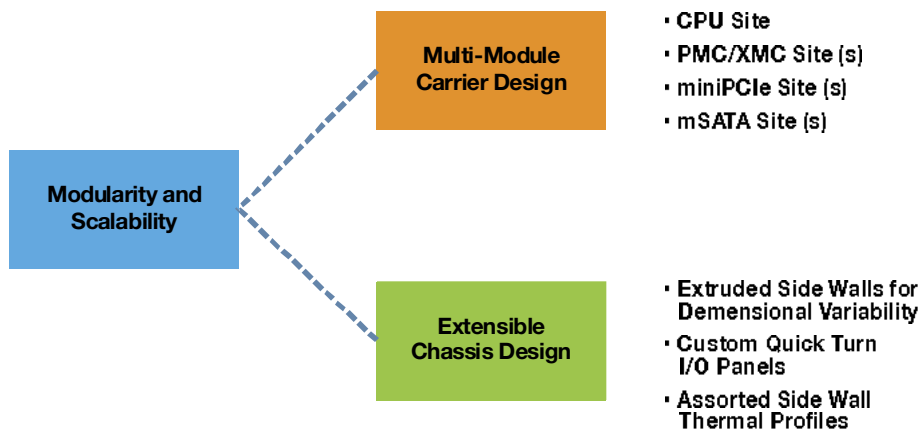 Multi-Module
Carrier Design
· CPU Site
· PMC/XMC Site (s)
· miniPCIe Site (s)
· mSATA Site (s)
Modularity and
Scalability
Extensible
Chassis Design
· Extruded Side Walls for
Demensional Variability
· Custom Quick Turn
I/O Panels
· Assorted Side Wall
Thermal Profiles